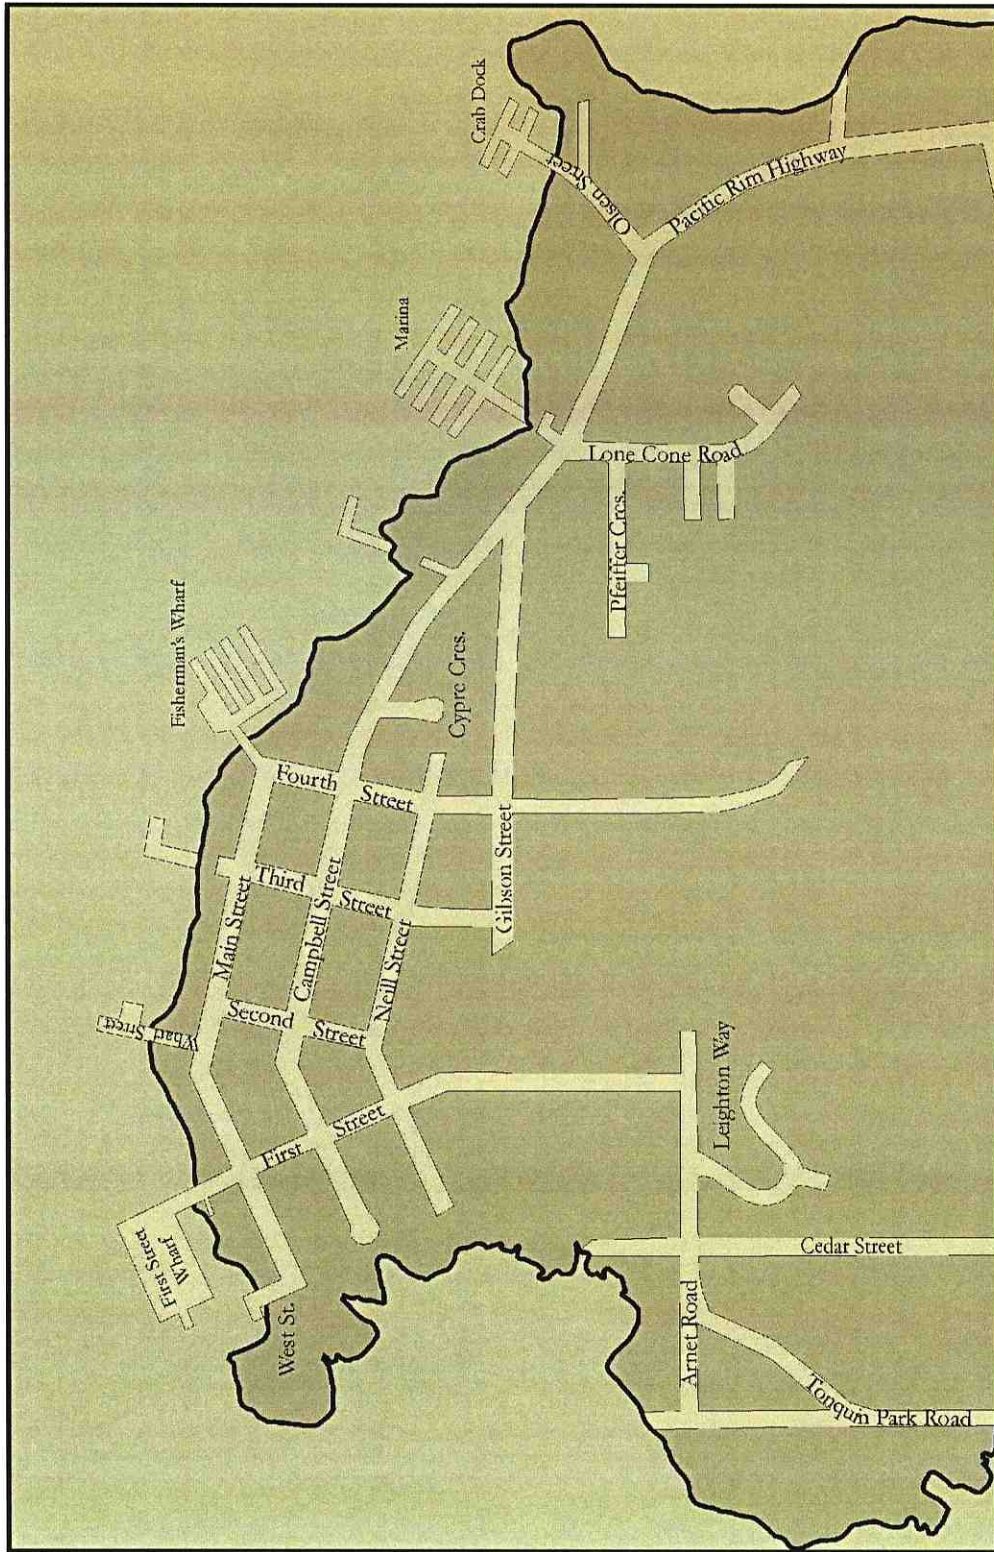 Crab Dock
Olsen Street
Pacific Rim Highway
Marina
Lone Cone Road
Pfeiffer Cres.
Fisherman's Wharf
Cypre Cres.
Fourth Street
Gibson Street
Third Street
Main Street
Campbell Street
Neill Street
Second Street
Wharf Street
First Street
Leighton Way
First Street
Wharf
Cedar Street
West St.
Arnet Road
Tonquin Park Road